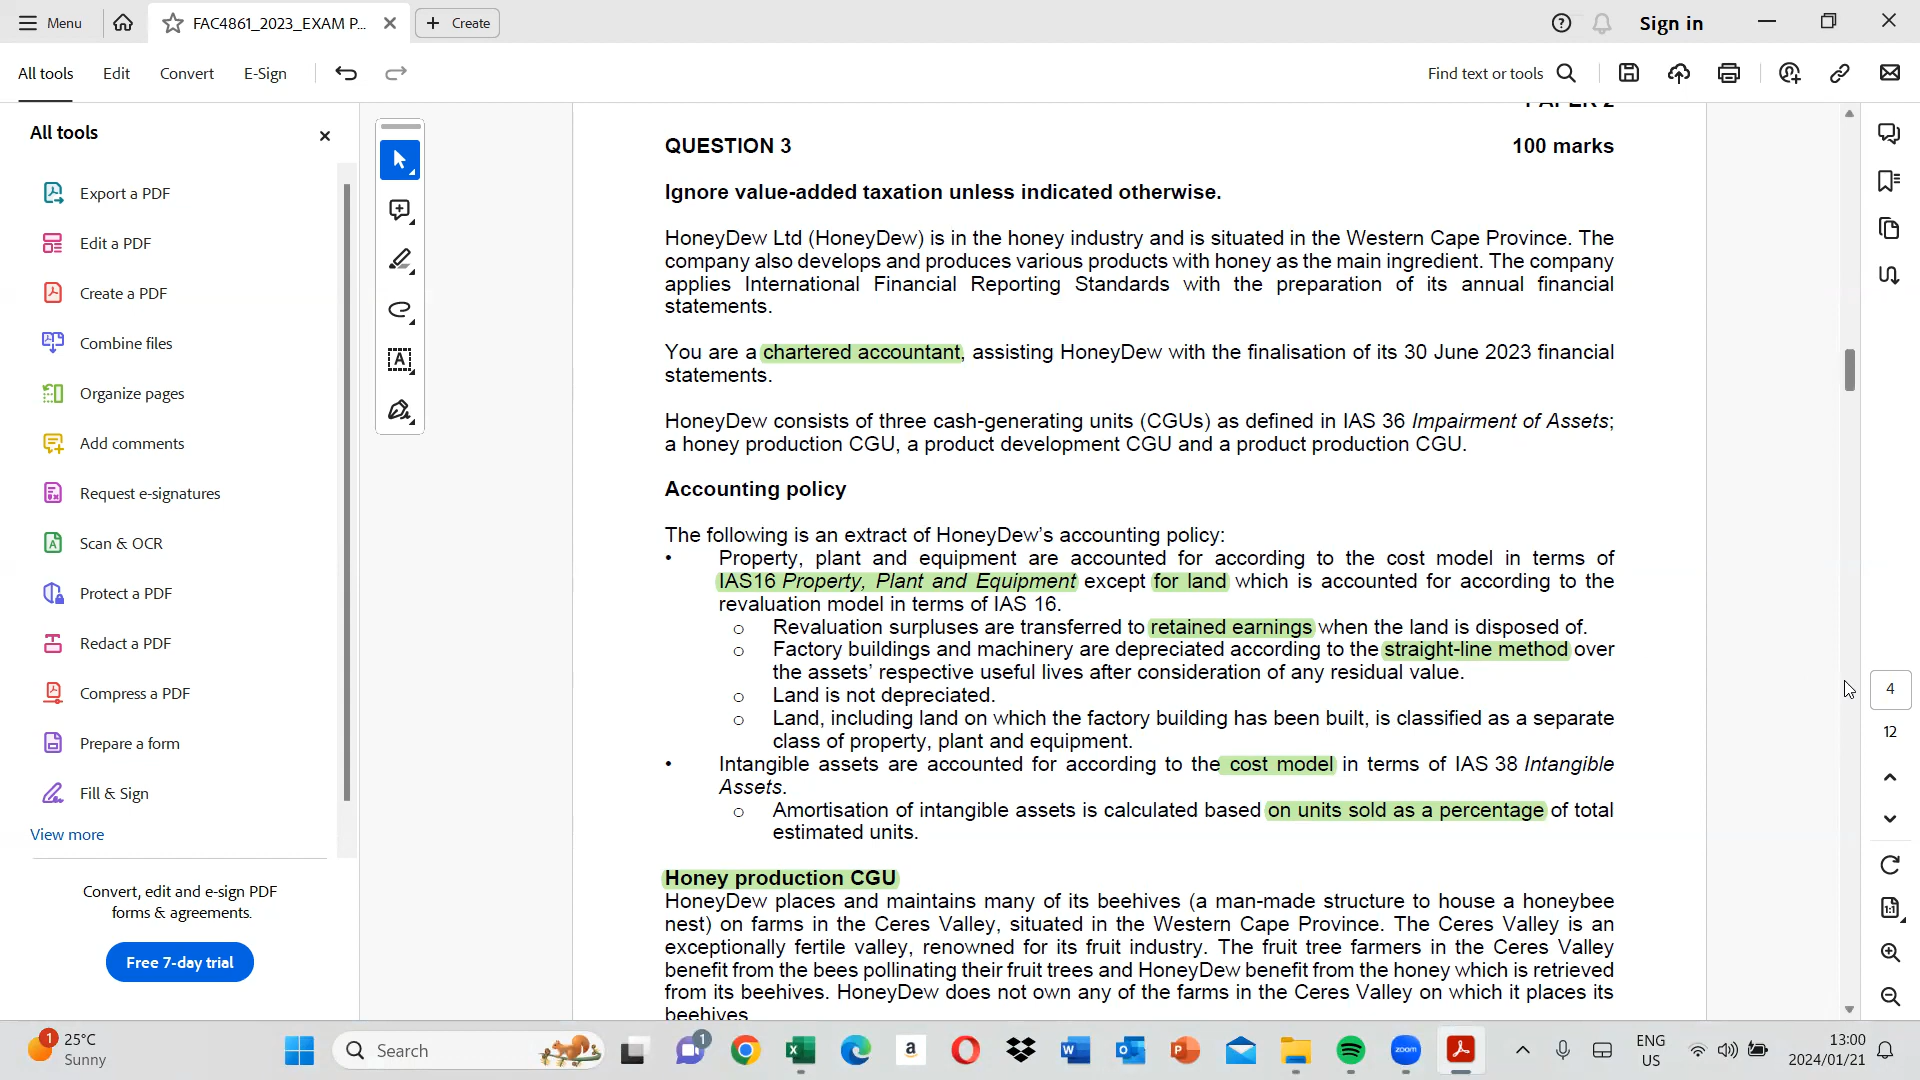 Menu
FAC4861_2023_EXAM P...
Create
Sign in
All tools
Edit
Convert
E-Sign
Find text or tools
All tools
Export a PDF
Edit a PDF
Create a PDF
Combine files
Organize pages
Add comments
Request e-signatures
Scan & OCR
Protect a PDF
Redact a PDF
Compress a PDF
Prepare a form
Fill & Sign
View more
Convert, edit and e-sign PDF
forms & agreements.
Free 7-day trial
PAPER 2
QUESTION 3 100 marks
Ignore value-added taxation unless indicated otherwise.
HoneyDew Ltd (HoneyDew) is in the honey industry and is situated in the Western Cape Province. The
company also develops and produces various products with honey as the main ingredient. The company
applies International Financial Reporting Standards with the preparation of its annual financial
statements.
You are a chartered accountant, assisting HoneyDew with the finalisation of its 30 June 2023 financial
statements.
HoneyDew consists of three cash-generating units (CGUs) as defined in IAS 36 Impairment of Assets;
a honey production CGU, a product development CGU and a product production CGU.
Accounting policy
The following is an extract of HoneyDew's accounting policy:
• Property, plant and equipment are accounted for according to the cost model in terms of
IAS16 Property, Plant and Equipment except for land which is accounted for according to the
revaluation model in terms of IAS 16.
o Revaluation surpluses are transferred to retained earnings when the land is disposed of.
o Factory buildings and machinery are depreciated according to the straight-line method over
the assets' respective useful lives after consideration of any residual value.
o Land is not depreciated.
o Land, including land on which the factory building has been built, is classified as a separate
class of property, plant and equipment.
• Intangible assets are accounted for according to the cost model in terms of IAS 38 Intangible
Assets.
o Amortisation of intangible assets is calculated based on units sold as a percentage of total
estimated units.
Honey production CGU
HoneyDew places and maintains many of its beehives (a man-made structure to house a honeybee
nest) on farms in the Ceres Valley, situated in the Western Cape Province. The Ceres Valley is an
exceptionally fertile valley, renowned for its fruit industry. The fruit tree farmers in the Ceres Valley
benefit from the bees pollinating their fruit trees and HoneyDew benefit from the honey which is retrieved
from its beehives. HoneyDew does not own any of the farms in the Ceres Valley on which it places its
beehives
4
12
1:1
1
25°C
Sunny
Search
1
a
zoom
ENG
US
13:00
2024/01/21